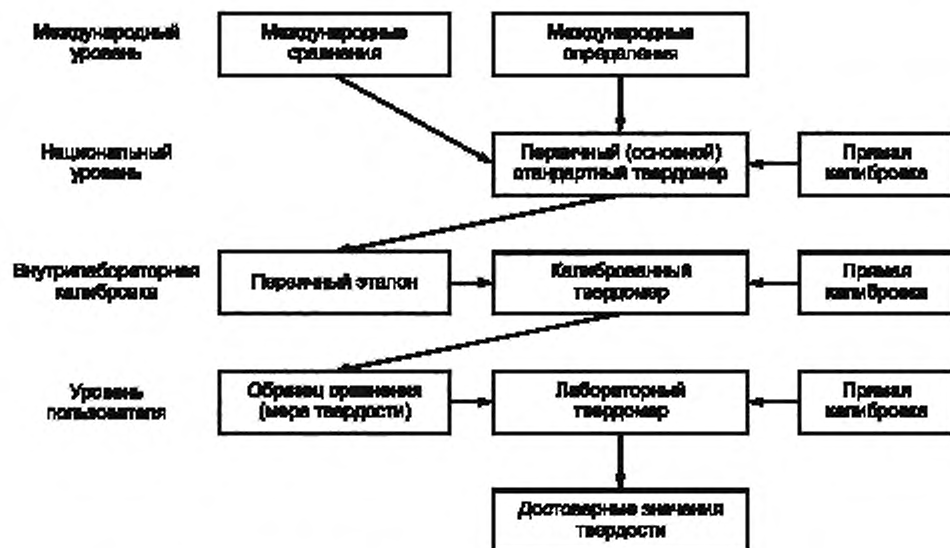 Международный
уровень
Международные
сравнения
Международные
определения
Национальный
уровень
Первичный (основной)
стандартный твердомер
Прямая
калибровка
Внутрилабораторная
калибровка
Первичный эталон
Калиброванный
твердомер
Прямая
калибровка
Уровень
пользователя
Образец сравнения
(мера твердости)
Лабораторный
твердомер
Прямая
калибровка
Достоверные значения
твердости